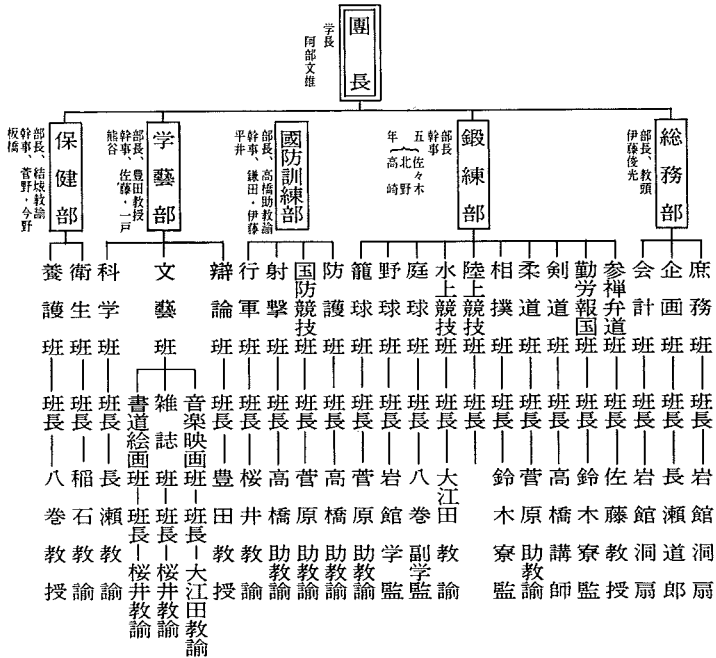 團長
学長
阿部文雄
総務部
部長、教頭
伊藤俊光
庶務班 班長 岩館洞扇
企画班 班長 長瀬道郎
会計班 班長 岩館洞扇
鍛練部
部長
幹事
五年
佐々木
北野
高崎
参禅弁道班 班長 佐藤教授
勤労報国班 班長 鈴木寮監
剣道班 班長 高橋講師
柔道班 班長 菅原助教諭
相撲班 班長 鈴木寮監
陸上競技班 班長
水上競技班 班長 大江田教諭
庭球班 班長 八巻副学監
野球班 班長 岩館学監
籠球班 班長 菅原助教諭
國防訓練部
部長、高橋助教諭
幹事、鎌田・伊藤
平井
防護班 班長 高橋助教諭
国防競技班 班長 菅原助教諭
射撃班 班長 高橋助教諭
行軍班 班長 桜井教諭
学藝部
部長、豊田教授
幹事、佐藤・一戸
熊谷
辯論班 班長 豊田教授
文藝班
音楽映画班 班長 大江田教諭
雑誌班 班長 桜井教諭
書道絵画班 班長 桜井教諭
科学班 班長 長瀬教諭
保健部
部長、結城教諭
幹事、菅野・今野
板橋
衛生班 班長 稲石教諭
養護班 班長 八巻教授